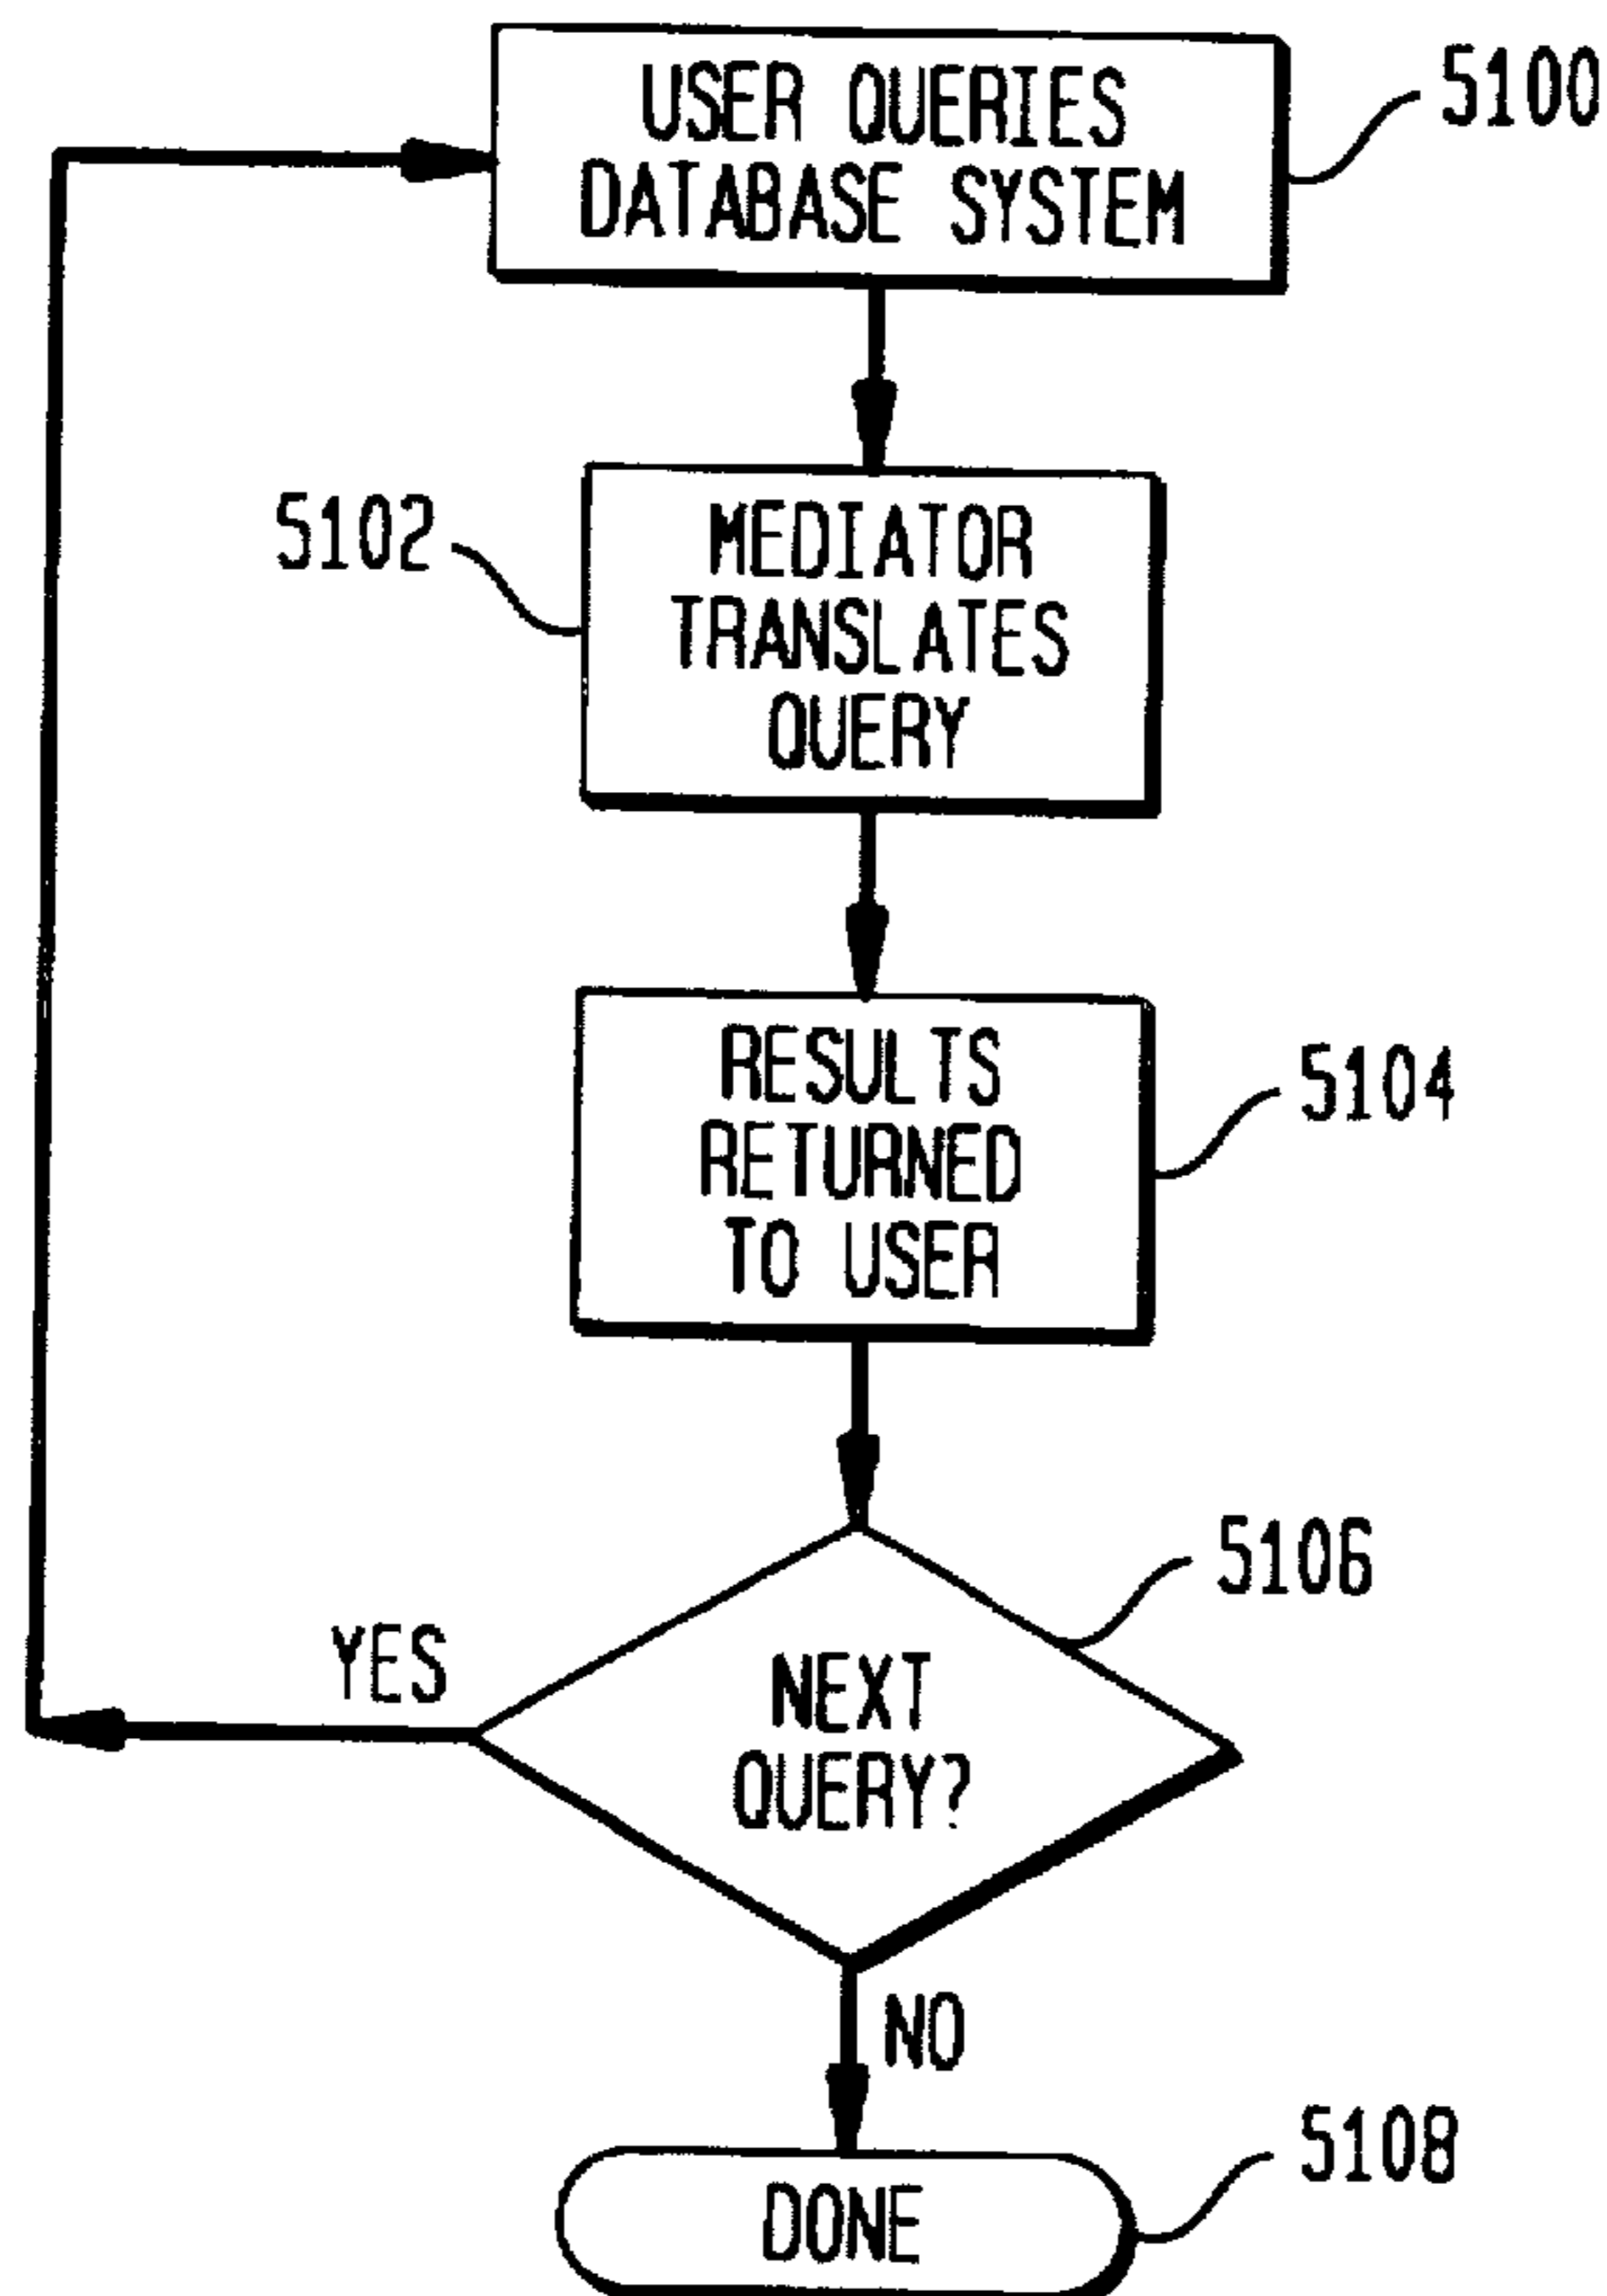 USER QUERIES
DATABASE SYSTEM
5100
5102
MEDIATOR
TRANSLATES
QUERY
RESULTS
RETURNED
TO USER
5104
5106
YES
NEXT
QUERY?
NO
5108
DONE